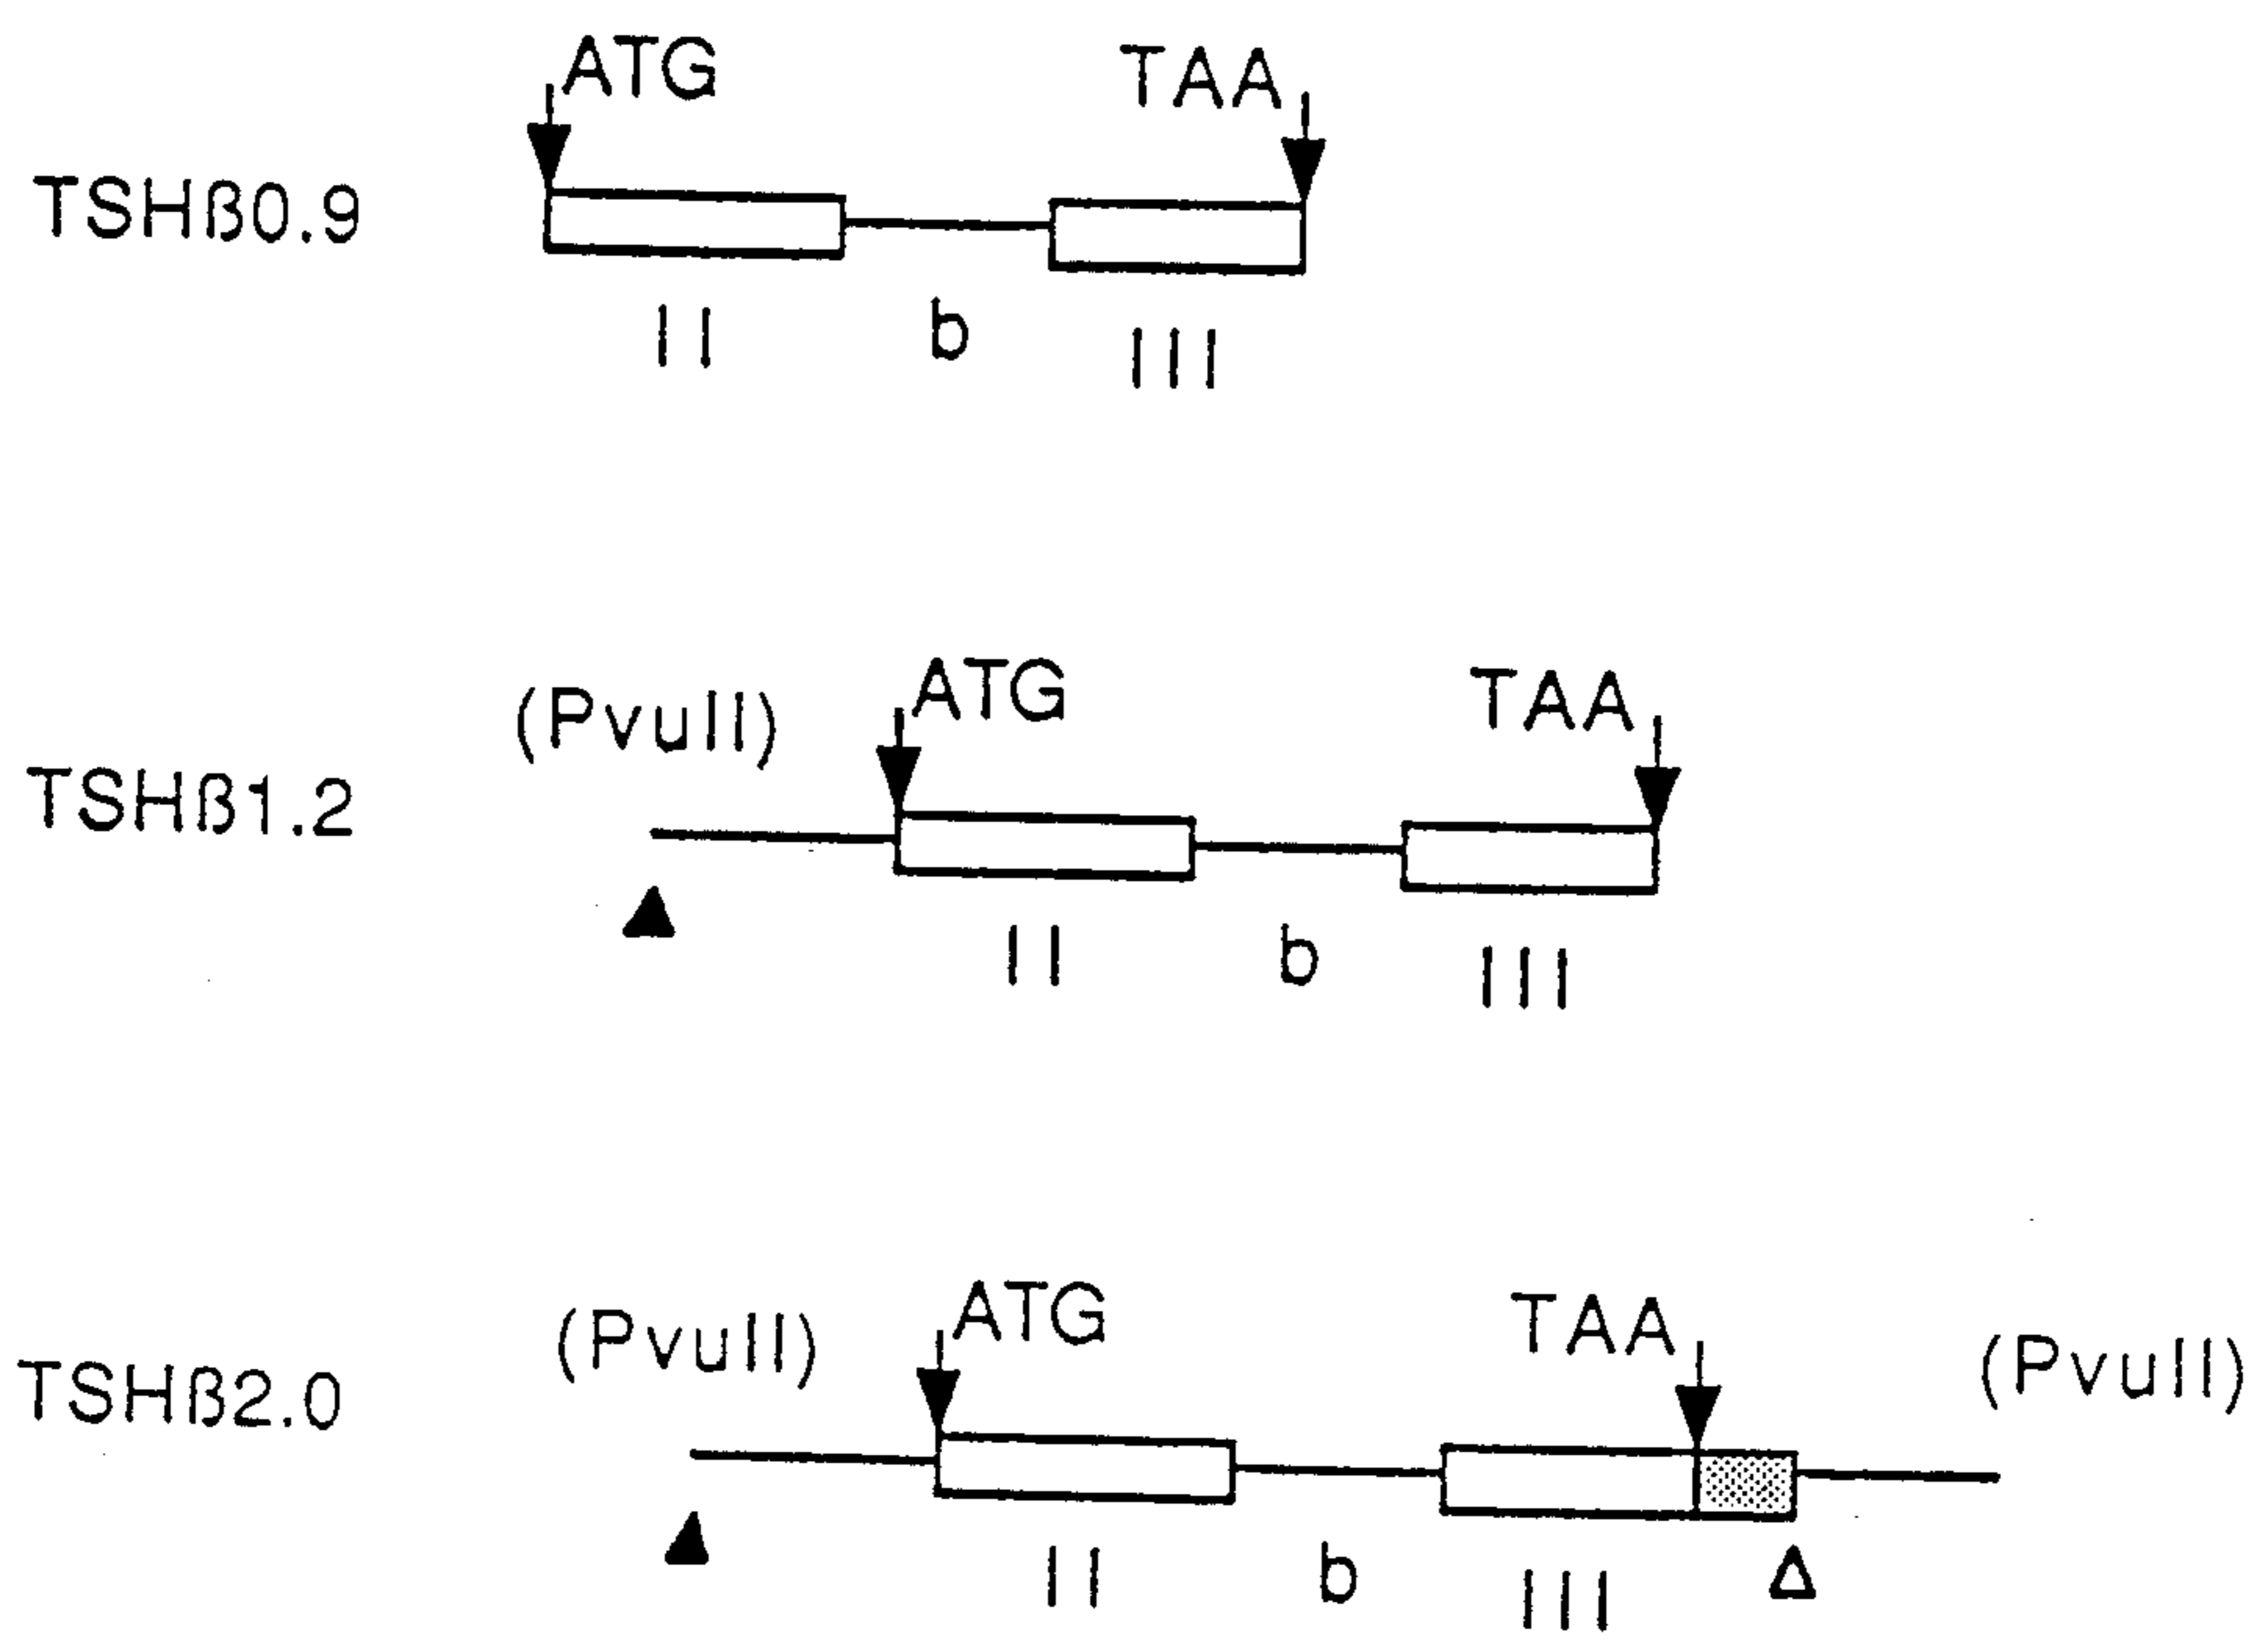 ATG TAA
TSHß0.9
II b III
(PvuII) ATG TAA
TSHß1.2
II b III
(PvuII) ATG TAA (PvuII)
TSHß2.0
II b III